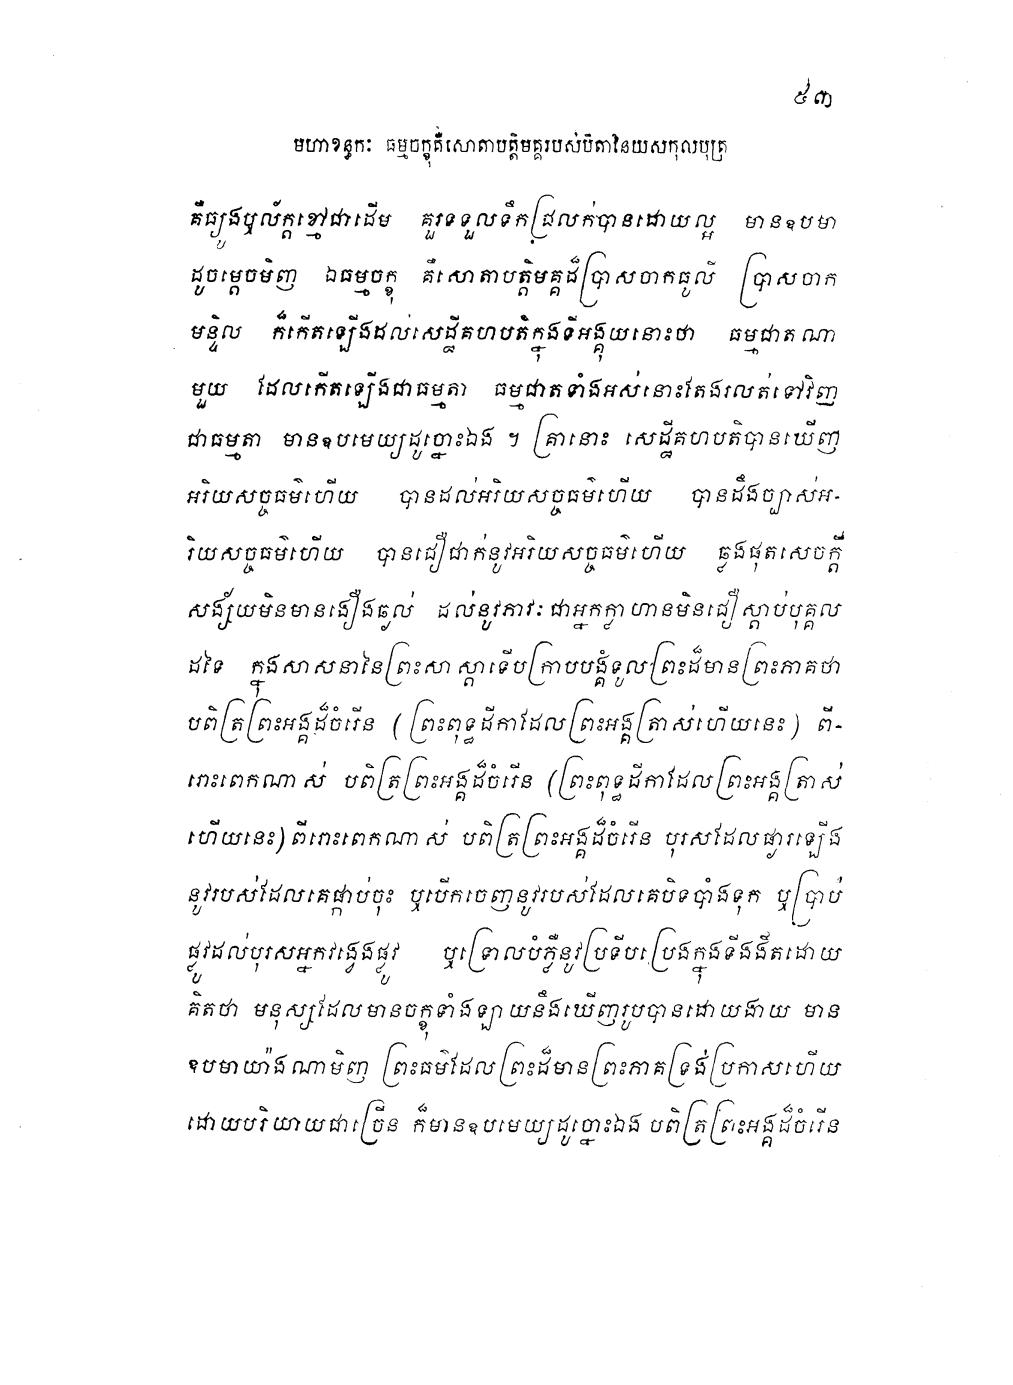 ៥៣
មហាខន្ធកៈ ធម្មចក្ខុគឺសោតាបត្តិមគ្គរបស់បិតានៃយសកុលបុត្រ
គឺធ្យូងឬល័ក្តខ្មៅជាដើម គួរទទួលទឹកជ្រលក់បានដោយល្អ មានឧបមា
ដូចម្តេចមិញ ឯធម្មចក្ខុ គឺសោតាបត្តិមគ្គដ៏ប្រាសចាកធូលី ប្រាសចាក
មន្ទិល ក៏កើតឡើងដល់សេដ្ឋីគហបតិក្នុងទីអង្គុយនោះថា ធម្មជាតណា
មួយ ដែលកើតឡើងជាធម្មតា ធម្មជាតទាំងអស់នោះតែងរលត់ទៅវិញ
ជាធម្មតា មានឧបមេយ្យដូច្នោះឯង ។ គ្រានោះ សេដ្ឋីគហបតិបានឃើញ
អរិយសច្ចធម៌ហើយ បានដល់អរិយសច្ចធម៌ហើយ បានដឹងច្បាស់អ-
រិយសច្ចធម៌ហើយ បានជឿជាក់នូវអរិយសច្ចធម៌ហើយ ឆ្លងផុតសេចក្តី
សង្ស័យមិនមានងឿងឆ្ងល់ ដល់នូវភាវៈជាអ្នកក្លាហានមិនជឿស្តាប់បុគ្គល
ដទៃ ក្នុងសាសនានៃព្រះសាស្តាទើបក្រាបបង្គំទូលព្រះដ៏មានព្រះភាគថា
បពិត្រព្រះអង្គដ៏ចំរើន (ព្រះពុទ្ធដីកាដែលព្រះអង្គត្រាស់ហើយនេះ) ពី-
រោះពេកណាស់ បពិត្រព្រះអង្គដ៏ចំរើន (ព្រះពុទ្ធដីកាដែលព្រះអង្គត្រាស់
ហើយនេះ) ពីរោះពេកណាស់ បពិត្រព្រះអង្គដ៏ចំរើន បុរសដែលផ្ងារឡើង
នូវរបស់ដែលគេផ្កាប់ចុះ ឬបើកចេញនូវរបស់ដែលគេបិទបាំងទុក ឬប្រាប់
ផ្លូវដល់បុរសអ្នកវង្វេងផ្លូវ ឬទ្រោលបំភ្លឺនូវប្រទីបប្រេងក្នុងទីងងឹតដោយ
គិតថា មនុស្សដែលមានចក្ខុទាំងឡាយនឹងឃើញរូបបានដោយងាយ មាន
ឧបមាយ៉ាងណាមិញ ព្រះធម៌ដែលព្រះដ៏មានព្រះភាគទ្រង់ប្រកាសហើយ
ដោយបរិយាយជាច្រើន ក៏មានឧបមេយ្យដូច្នោះឯង បពិត្រព្រះអង្គដ៏ចំរើន